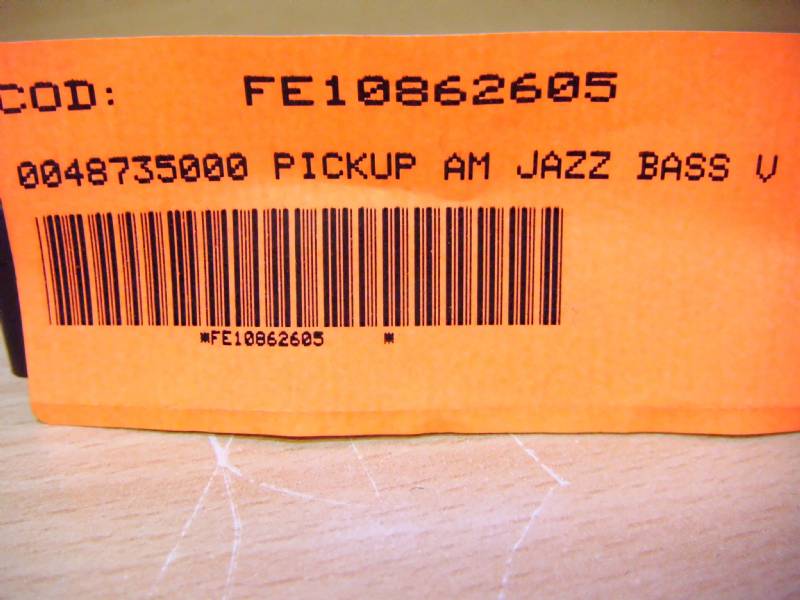 COD: FE10862605
0048735000 PICKUP AM JAZZ BASS V
*FE10862605 *